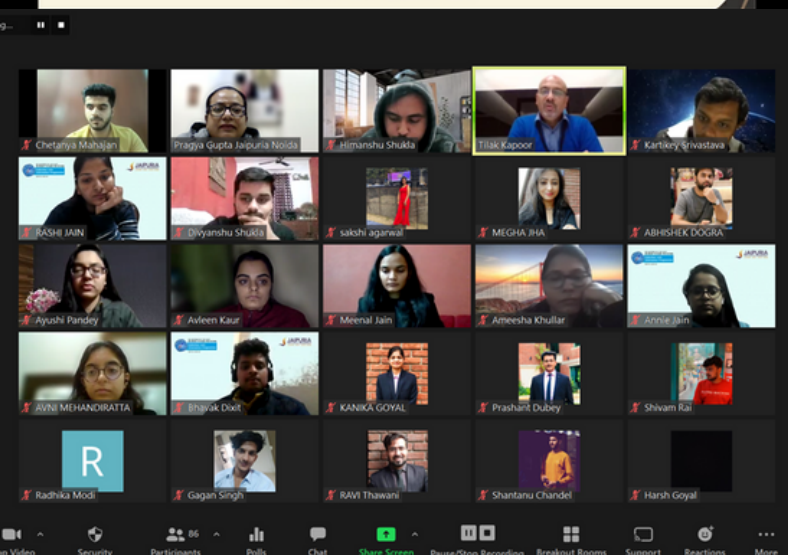 g...
Chetanya Mahajan
Pragya Gupta Jaipuria Noida
Himanshu Shukla
Tilak Kapoor
Kartikey Srivastava
JAIPURIA
RASHI JAIN
Divyanshu Shukla
sakshi agarwal
MEGHA JHA
ABHISHEK DOGRA
Ayushi Pandey
Avleen Kaur
Meenal Jain
Ameesha Khullar
JAIPURIA
Annie Jain
AVNI MEHANDIRATTA
JAIPURIA
Bhavak Dixit
KANIKA GOYAL
Prashant Dubey
Shivam Rai
R
Radhika Modi
Gagan Singh
RAVI Thawani
Shantanu Chandel
Harsh Goyal
86
op Video
Security
Participants
Polls
Chat
Share Screen
Pause/Stop Recording
Breakout Rooms
Support
Reactions
More